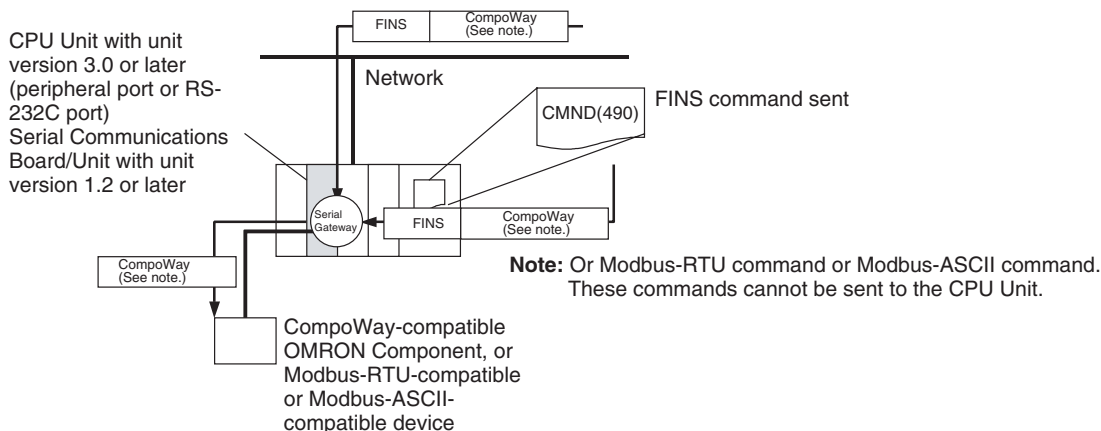 FINS
CompoWay
(See note.)
CPU Unit with unit
version 3.0 or later
(peripheral port or RS-
232C port)
Serial Communications
Board/Unit with unit
version 1.2 or later
Network
CMND(490)
FINS command sent
Serial
Gateway
FINS
CompoWay
(See note.)
CompoWay
(See note.)
Note: Or Modbus-RTU command or Modbus-ASCII command.
These commands cannot be sent to the CPU Unit.
CompoWay-compatible
OMRON Component, or
Modbus-RTU-compatible
or Modbus-ASCII-
compatible device